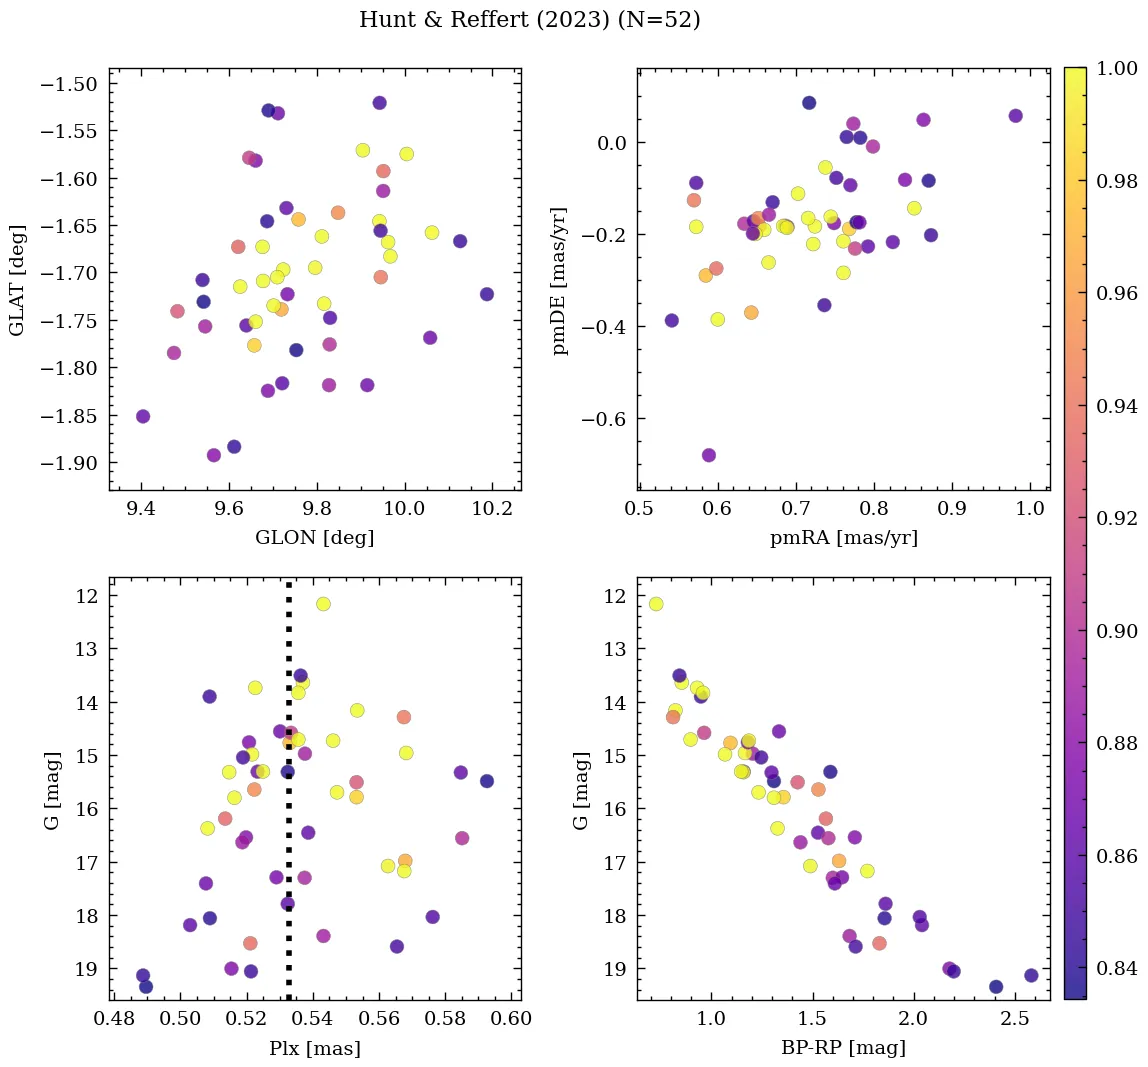 Hunt & Reffert (2023) (N=52)
−1.50
−1.55
−1.60
−1.65
−1.70
−1.75
−1.80
−1.85
−1.90
GLAT [deg]
9.4 9.6 9.8 10.0 10.2
GLON [deg]
0.0
−0.2
−0.4
−0.6
pmDE [mas/yr]
0.5 0.6 0.7 0.8 0.9 1.0
pmRA [mas/yr]
12
13
14
15
16
17
18
19
G [mag]
0.48 0.50 0.52 0.54 0.56 0.58 0.60
Plx [mas]
12
13
14
15
16
17
18
19
G [mag]
1.0 1.5 2.0 2.5
BP-RP [mag]
1.00
0.98
0.96
0.94
0.92
0.90
0.88
0.86
0.84